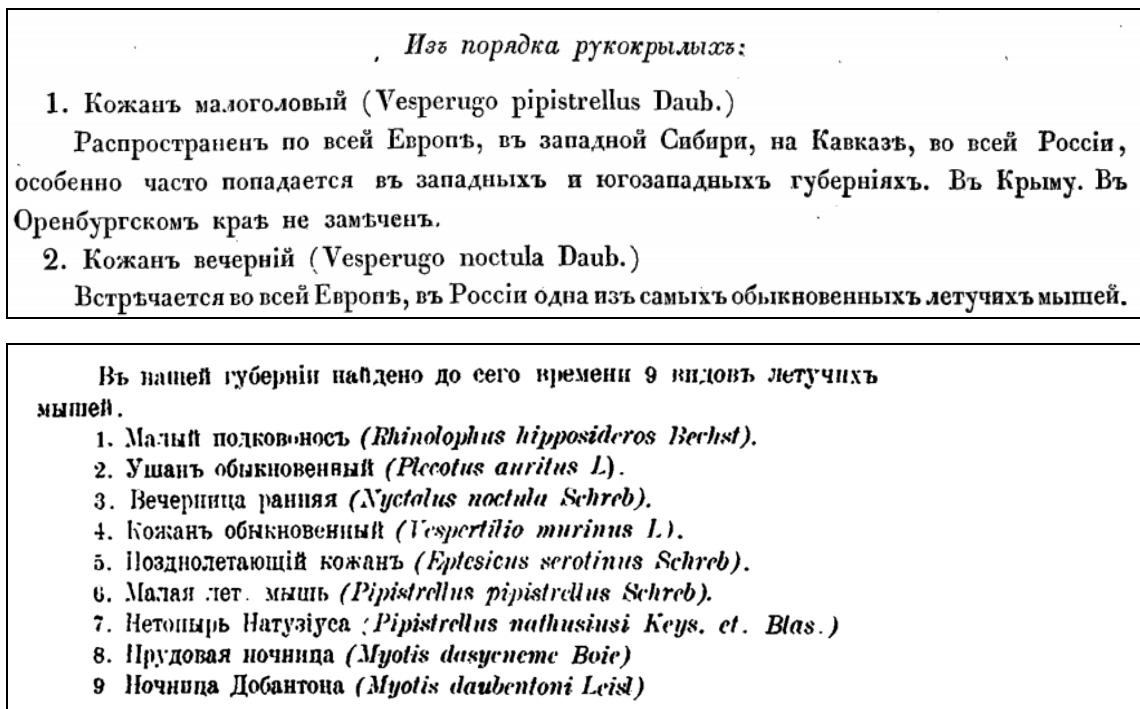 Изъ порядка рукокрылыхъ:
1. Кожанъ малоголовый (Vesperugo pipistrellus Daub.)
Распространенъ по всей Европѣ, въ западной Сибири, на Кавказѣ, во всей Россіи,
особенно часто попадается въ западныхъ и югозападныхъ губерніяхъ. Въ Крыму. Въ
Оренбургскомъ краѣ не замѣченъ.
2. Кожанъ вечерній (Vesperugo noctula Daub.)
Встрѣчается во всей Европѣ, въ Россіи одна изъ самыхъ обыкновенныхъ летучихъ мышей.
Въ нашей губерніи найдено до сего времени 9 видовъ летучихъ
мышей.
1. Малый подковоносъ (Rhinolophus hipposideros Bechst).
2. Ушанъ обыкновенный (Plecotus auritus L).
3. Вечерница ранняя (Nyctalus noctula Schreb).
4. Кожанъ обыкновенный (Vespertilio murinus L).
5. Позднолетающій кожанъ (Eptesicus serotinus Schreb).
6. Малая лет. мышь (Pipistrellus pipistrellus Schreb).
7. Нетопырь Натузіуса (Pipistrellus nathusiusi Keys. et. Blas.)
8. Прудовая ночница (Myotis dasycneme Boie)
9 Ночница Добантона (Myotis daubentoni Leisl)